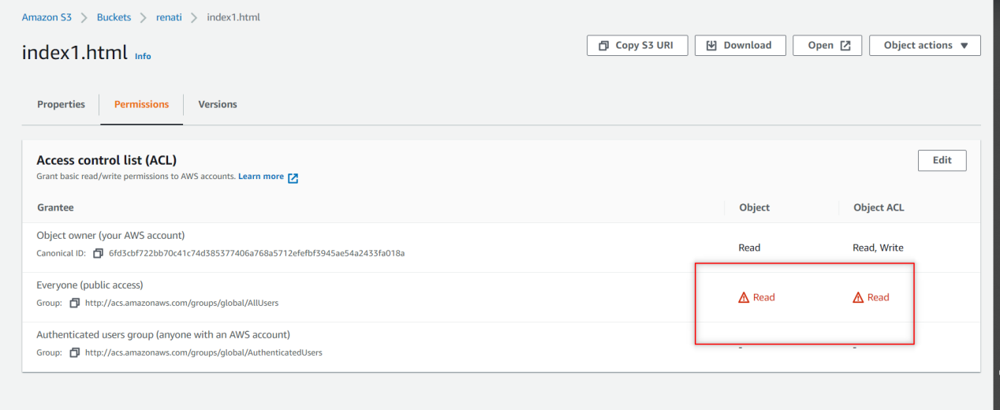 Amazon S3 > Buckets > renati > index1.html
index1.html Info
Copy S3 URI Download Open Object actions
Properties Permissions Versions
Access control list (ACL)
Edit
Grant basic read/write permissions to AWS accounts. Learn more
Grantee Object Object ACL
Object owner (your AWS account)
Canonical ID: 6fd3cbf722bb70c41c74d385377406a768a5712efefbf3945ae54a2433fa018a
Read Read, Write
Everyone (public access)
Group: http://acs.amazonaws.com/groups/global/AllUsers
Read Read
Authenticated users group (anyone with an AWS account)
Group: http://acs.amazonaws.com/groups/global/AuthenticatedUsers
- -